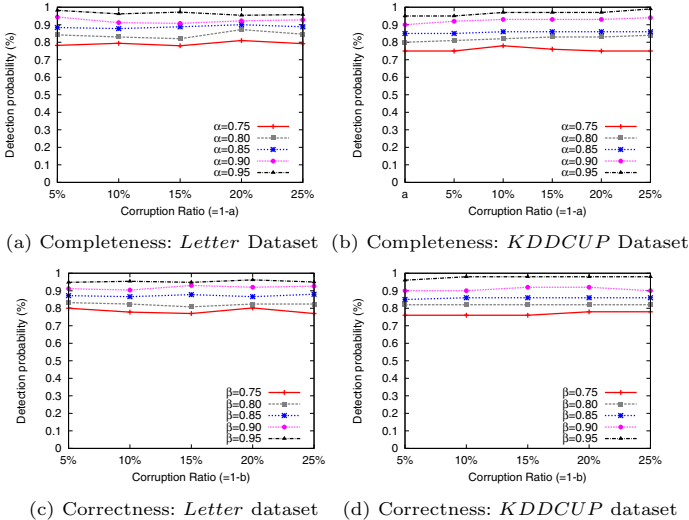 1
0.9
0.8
0.7
0.6
0.5
0.4
0.3
0.2
0.1
0
Detection probability (%)
α=0.75
α=0.80
α=0.85
α=0.90
α=0.95
5% 10% 15% 20% 25%
Corruption Ratio (=1-a)
1
0.9
0.8
0.7
0.6
0.5
0.4
0.3
0.2
0.1
0
Detection probability (%)
α=0.75
α=0.80
α=0.85
α=0.90
α=0.95
a 5% 10% 15% 20% 25%
Corruption Ratio (=1-a)
(a) Completeness: Letter Dataset (b) Completeness: KDDCUP Dataset
1
0.9
0.8
0.7
0.6
0.5
0.4
0.3
0.2
0.1
0
Detection probability (%)
β=0.75
β=0.80
β=0.85
β=0.90
β=0.95
5% 10% 15% 20% 25%
Corruption Ratio (=1-b)
1
0.9
0.8
0.7
0.6
0.5
0.4
0.3
0.2
0.1
0
Detection probability (%)
β=0.75
β=0.80
β=0.85
β=0.90
β=0.95
5% 10% 15% 20% 25%
Corruption Ratio (=1-b)
(c) Correctness: Letter dataset (d) Correctness: KDDCUP dataset